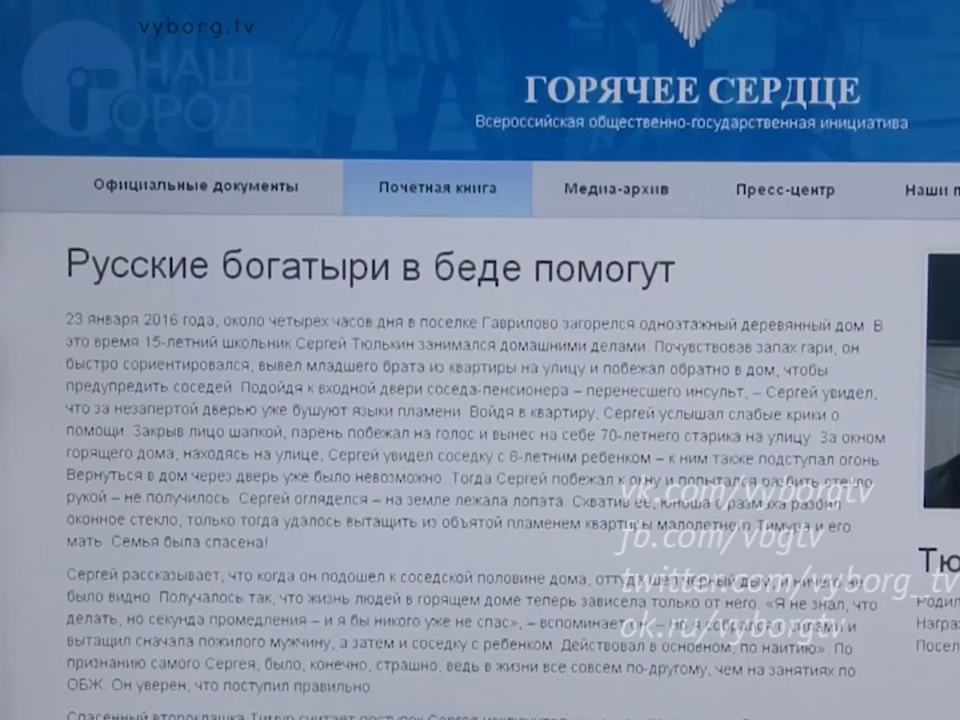 vyborg.tv
НАШ
ГОРОД
ГОРЯЧЕЕ СЕРДЦЕ
Всероссийская общественно-государственная инициатива
Официальные документы Почетная книга Медиа-архив Пресс-центр Наши п
Русские богатыри в беде помогут
23 января 2016 года, около четырех часов дня в поселке Гаврилово загорелся одноэтажный деревянный дом. В
это время 15-летний школьник Сергей Тюлькин занимался домашними делами. Почувствовав запах гари, он
быстро сориентировался, вывел младшего брата из квартиры на улицу и побежал обратно в дом, чтобы
предупредить соседей. Подойдя к входной двери соседа-пенсионера – перенесшего инсульт, – Сергей увидел,
что за незапертой дверью уже бушуют языки пламени. Войдя в квартиру, Сергей услышал слабые крики о
помощи. Закрыв лицо шапкой, парень побежал на голос и вынес на себе 70-летнего старика на улицу. За окном
горящего дома, находясь на улице, Сергей увидел соседку с 8-летним ребенком – к ним также подступал огонь.
Вернуться в дом через дверь уже было невозможно. Тогда Сергей побежал к окну и попытался разбить стекло
рукой – не получилось. Сергей огляделся – на земле лежала лопата. Схватив ее, юноша с размаха разбил
оконное стекло, только тогда удалось вытащить из объятой пламенем квартиры малолетнего Тимура и его
мать. Семья была спасена!
Сергей рассказывает, что когда он подошел к соседской половине дома, оттуда шел черный дым и ничего не
было видно. Получалось так, что жизнь людей в горящем доме теперь зависела только от него. «Я не знал, что
делать, но секунда промедления – и я бы никого уже не спас», – вспоминает он, – но я собрался с силами и
вытащил сначала пожилого мужчину, а затем и соседку с ребенком. Действовал в основном, по наитию». По
признанию самого Сергея, было, конечно, страшно, ведь в жизни все совсем по-другому, чем на занятиях по
ОБЖ. Он уверен, что поступил правильно.
Спасенный второклашка Тимур считает поступок Сергея
vk.com/vyborgtv
fb.com/vbgtv
twitter.com/vyborg_tv
ok.ru/vyborgtv
Тю
Родил
Награ
Посел